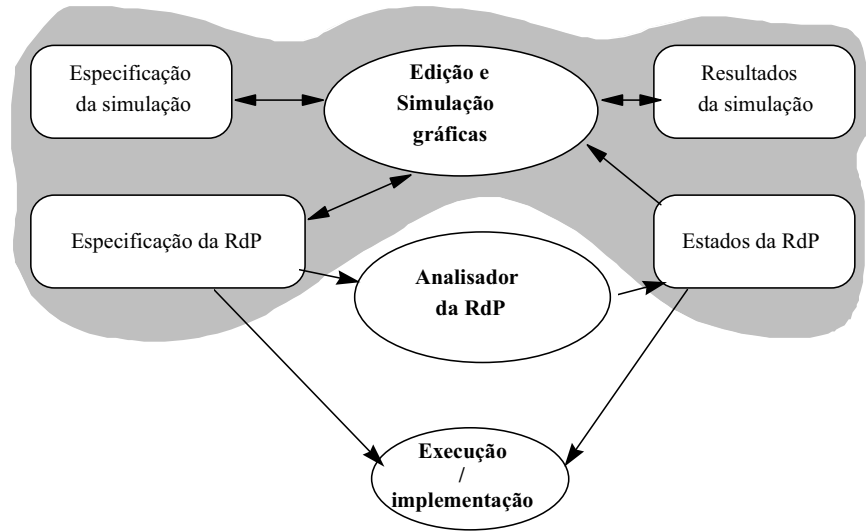 Especificação
da simulação
Edição e
Simulação
gráficas
Resultados
da simulação
Especificação da RdP
Estados da RdP
Analisador
da RdP
Execução
/
implementação